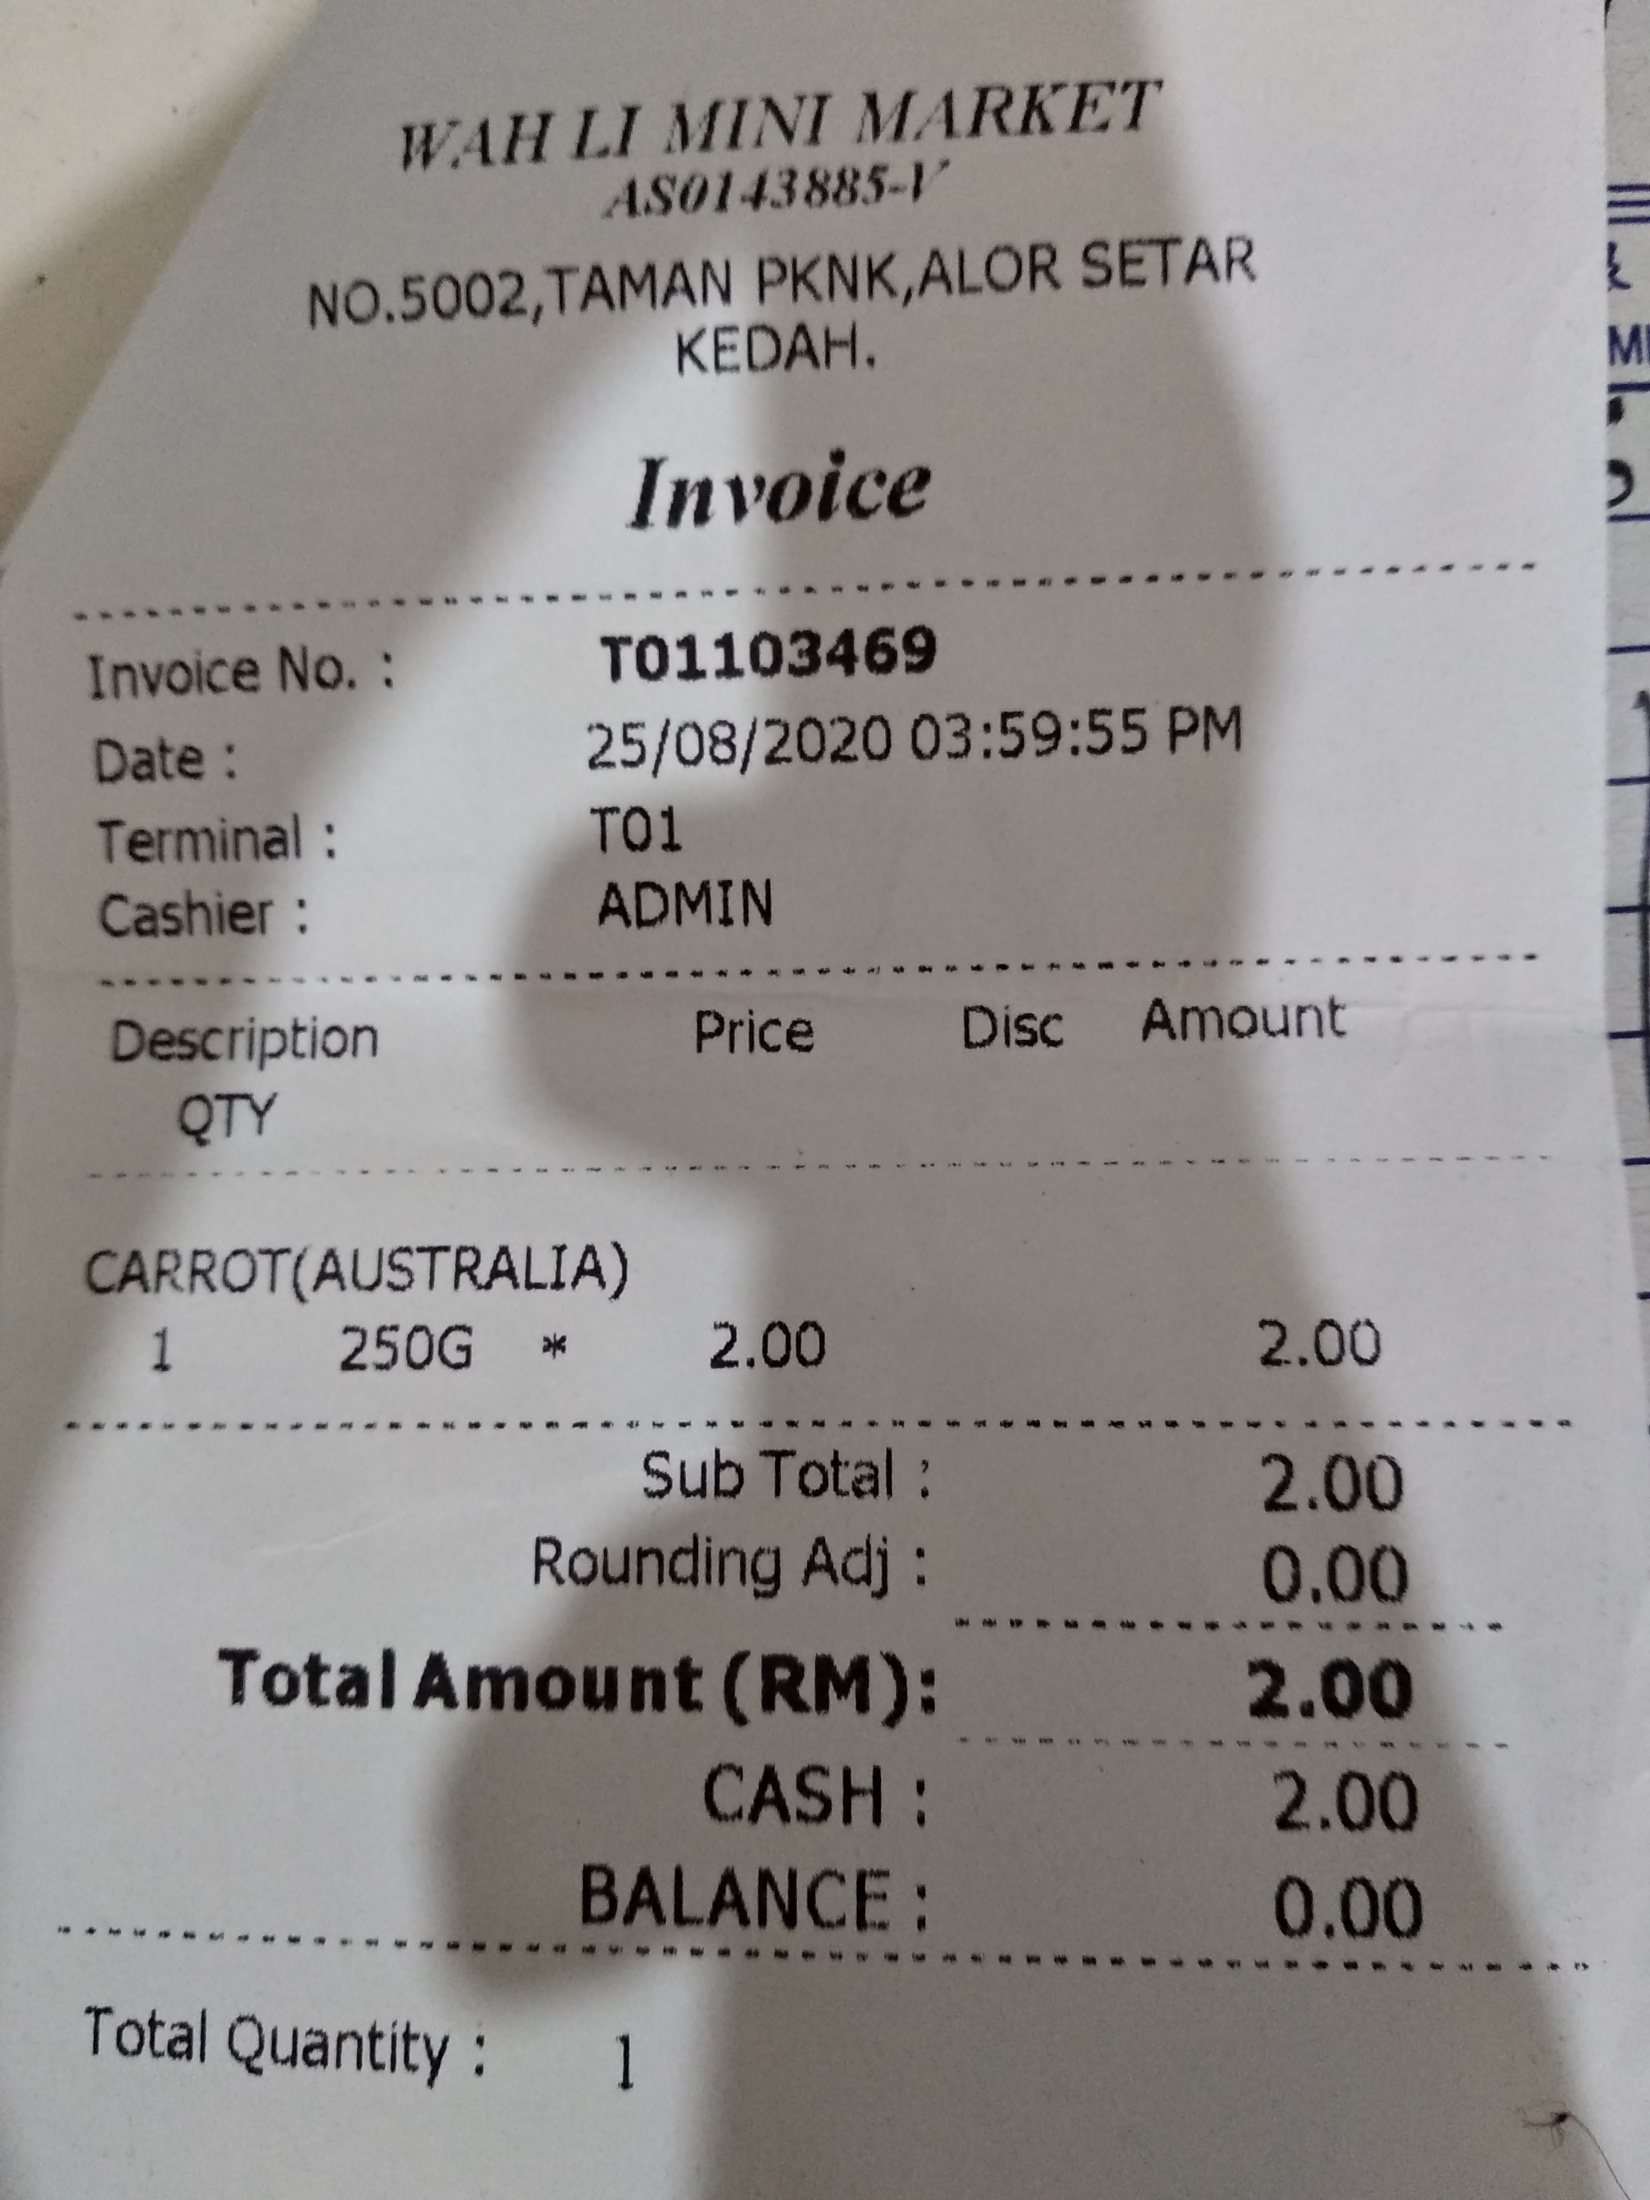 WAH LI MINI MARKET
AS0143885-V
NO.5002,TAMAN PKNK,ALOR SETAR
KEDAH.
Invoice
Invoice No. : T01103469
Date : 25/08/2020 03:59:55 PM
Terminal : T01
Cashier : ADMIN
Description Price Disc Amount
QTY
CARROT(AUSTRALIA)
1 250G * 2.00 2.00
Sub Total : 2.00
Rounding Adj : 0.00
Total Amount (RM): 2.00
CASH : 2.00
BALANCE : 0.00
Total Quantity : 1